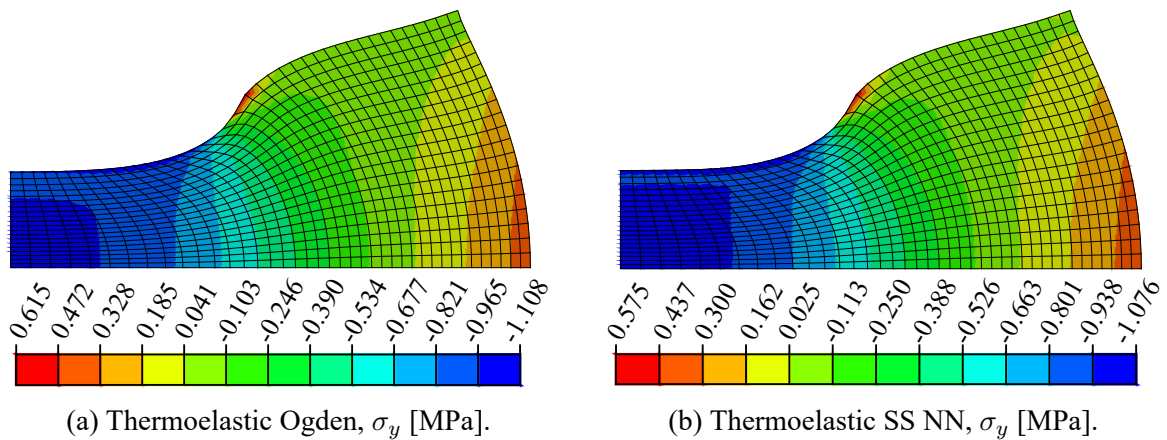 -0.615 -0.472 -0.328 -0.185 -0.041 -0.103 -0.246 -0.390 -0.534 -0.677 -0.821 -0.965 -1.108
-0.575 -0.437 -0.300 -0.162 -0.025 -0.113 -0.250 -0.388 -0.526 -0.663 -0.801 -0.938 -1.076
(a) Thermoelastic Ogden, σ_y [MPa].
(b) Thermoelastic SS NN, σ_y [MPa].